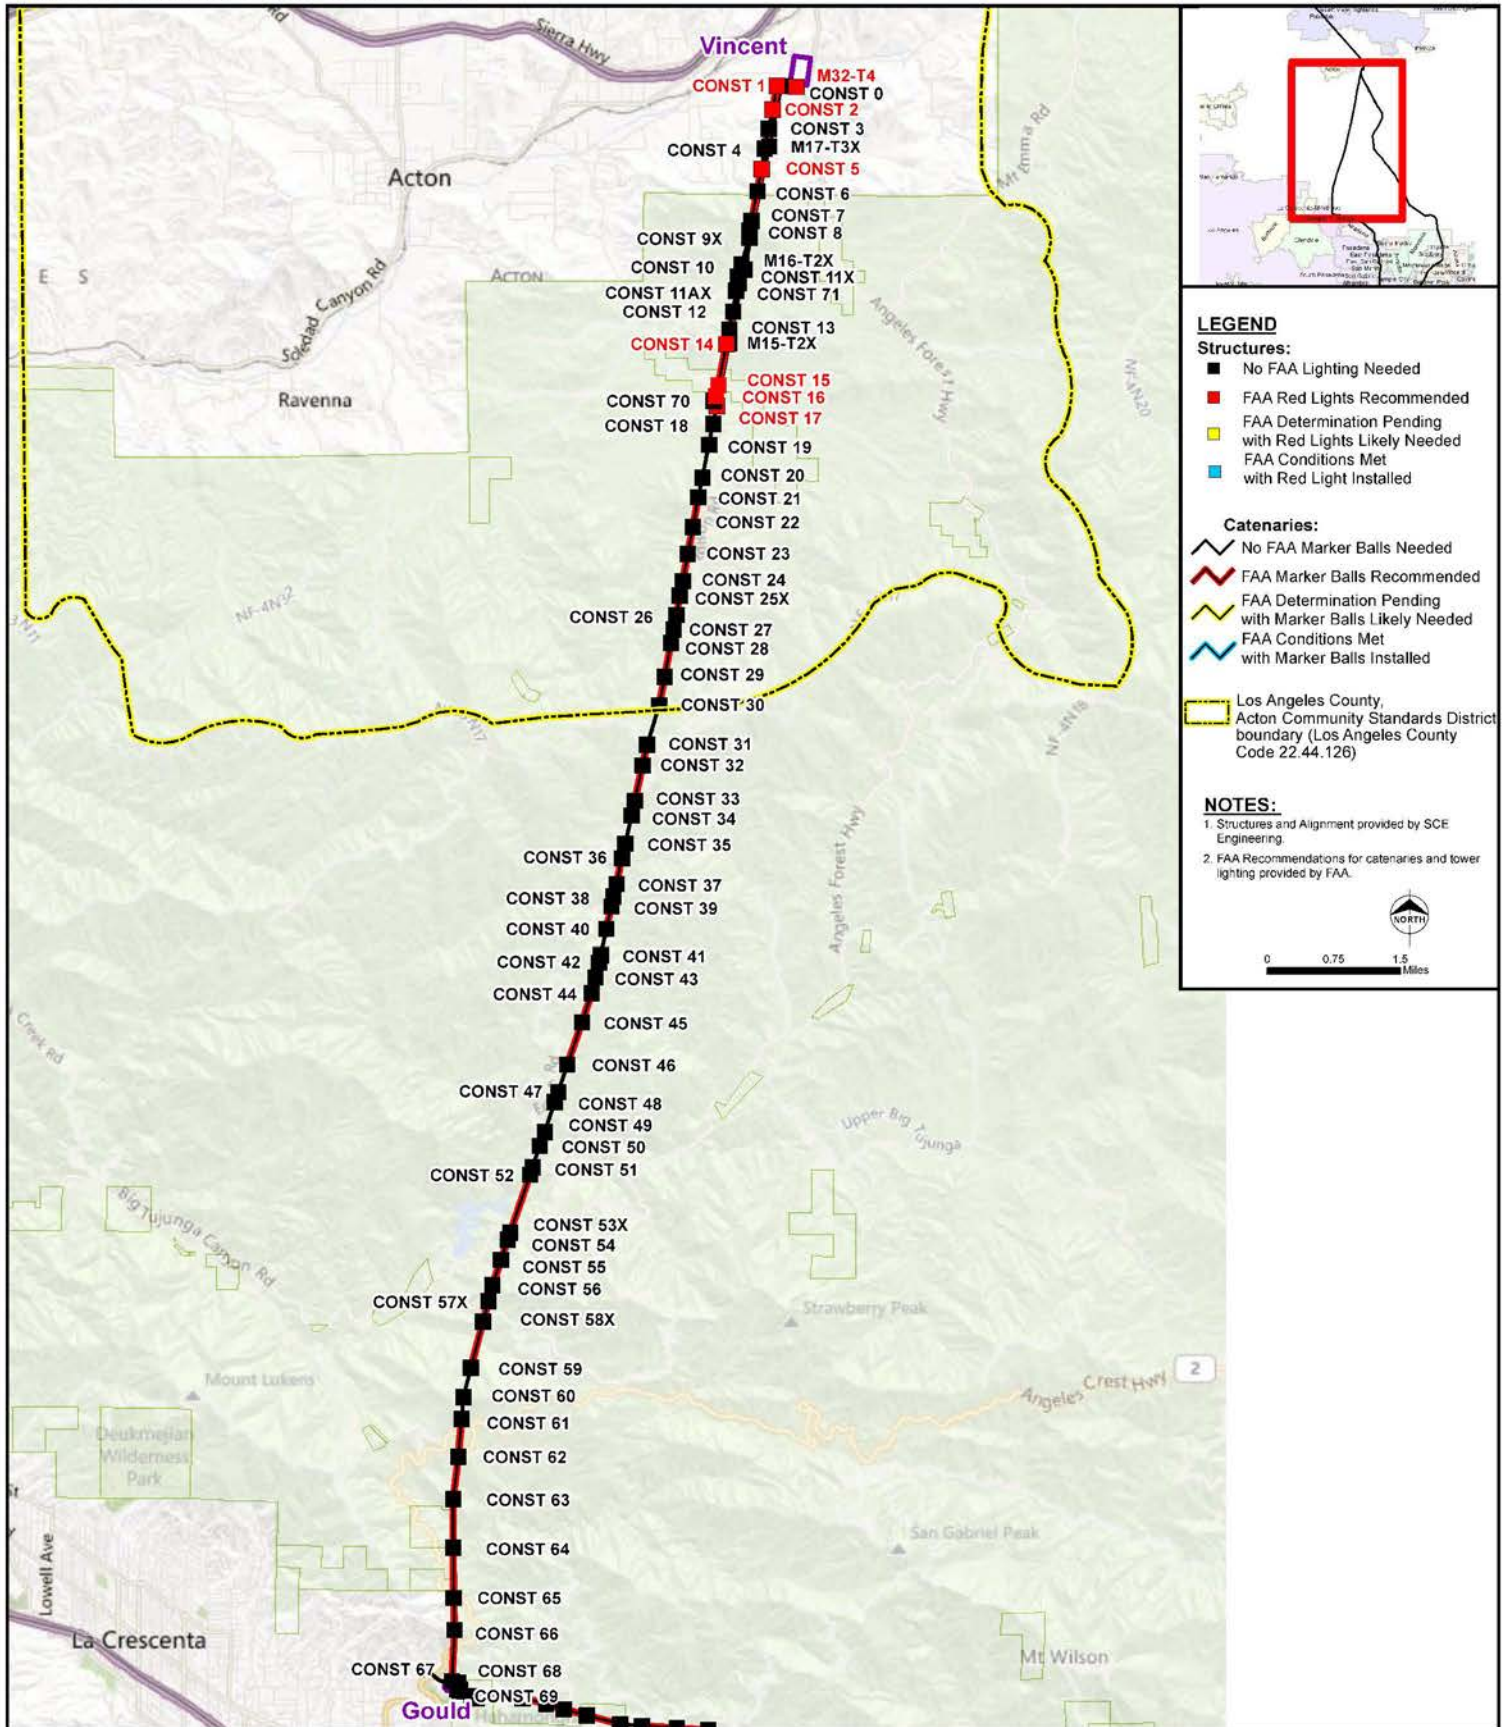 Sierra Hwy
Rd
Vincent
M32-T4
CONST 1
CONST 0
CONST 2
CONST 3
CONST 4
M17-T3X
CONST 5
Mt Emma Rd
Acton
CONST 6
CONST 7
CONST 8
CONST 9X
M16-T2X
CONST 10
E S
ACTON
CONST 11X
CONST 11AX
CONST 71
CONST 12
Soledad Canyon Rd
CONST 13
CONST 14
M15-T2X
Angeles Forest Hwy
NF-4N20
CONST 15
CONST 16
CONST 70
Ravenna
CONST 17
CONST 18
CONST 19
CONST 20
CONST 21
CONST 22
CONST 23
CONST 24
CONST 25X
NF-4N32
CONST 26
CONST 27
CONST 28
CONST 29
CONST 30
NF-4N18
CONST 31
CONST 32
CONST 33
CONST 34
CONST 35
CONST 36
Angeles Forest Hwy
CONST 37
CONST 38
CONST 39
CONST 40
CONST 41
CONST 42
CONST 43
CONST 44
CONST 45
Creek Rd
CONST 46
Rd
CONST 47
CONST 48
CONST 49
Upper Big Tujunga
CONST 50
CONST 51
CONST 52
Big Tujunga Canyon Rd
CONST 53X
CONST 54
CONST 55
CONST 56
CONST 57X
Strawberry Peak
CONST 58X
CONST 59
2
Mount Lukens
Angeles Crest Hwy
CONST 60
CONST 61
Deukmejian
Wilderness
Park
CONST 62
CONST 63
San Gabriel Peak
CONST 64
Lowell Ave
CONST 65
CONST 66
La Crescenta
Mt Wilson
CONST 67
CONST 68
CONST 69
Gould
LEGEND
Structures:
No FAA Lighting Needed
FAA Red Lights Recommended
FAA Determination Pending
with Red Lights Likely Needed
FAA Conditions Met
with Red Light Installed
Catenaries:
No FAA Marker Balls Needed
FAA Marker Balls Recommended
FAA Determination Pending
with Marker Balls Likely Needed
FAA Conditions Met
with Marker Balls Installed
Los Angeles County,
Acton Community Standards District
boundary (Los Angeles County
Code 22.44.126)
NOTES:
1. Structures and Alignment provided by SCE
Engineering.
2. FAA Recommendations for catenaries and tower
lighting provided by FAA.
NORTH
0 0.75 1.5
Miles